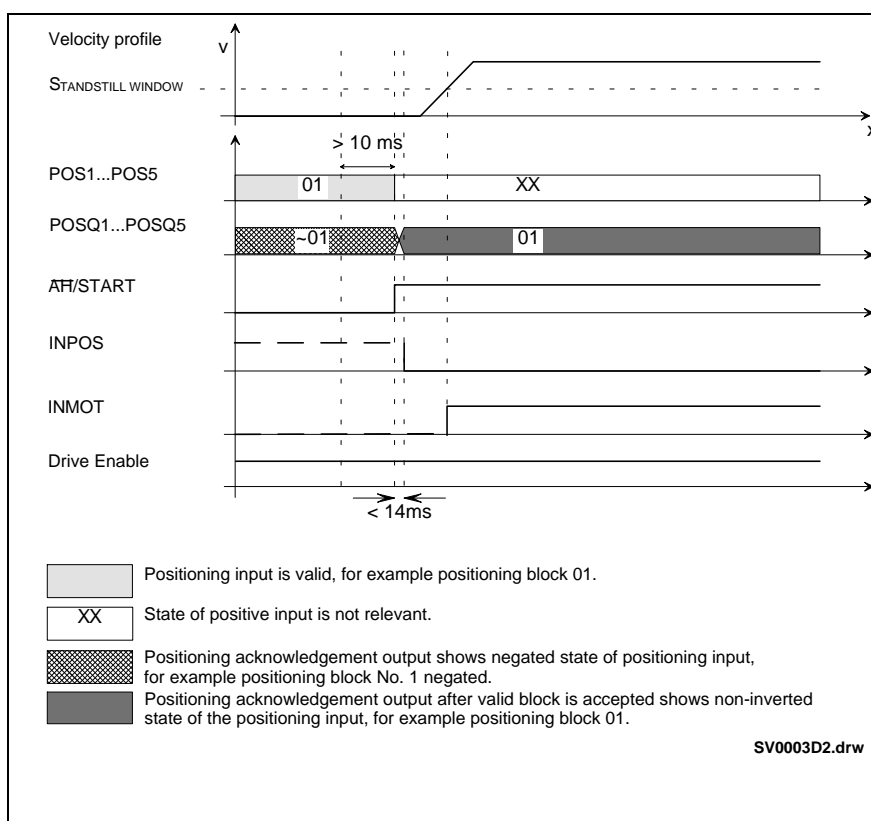 Velocity profile
v
STANDSTILL WINDOW
x
> 10 ms
POS1...POS5
01
XX
POSQ1...POSQ5
~01
01
A̅H̅/START
INPOS
INMOT
Drive Enable
< 14ms
Positioning input is valid, for example positioning block 01.
XX
State of positive input is not relevant.
Positioning acknowledgement output shows negated state of positioning input,
for example positioning block No. 1 negated.
Positioning acknowledgement output after valid block is accepted shows non-inverted
state of the positioning input, for example positioning block 01.
SV0003D2.drw